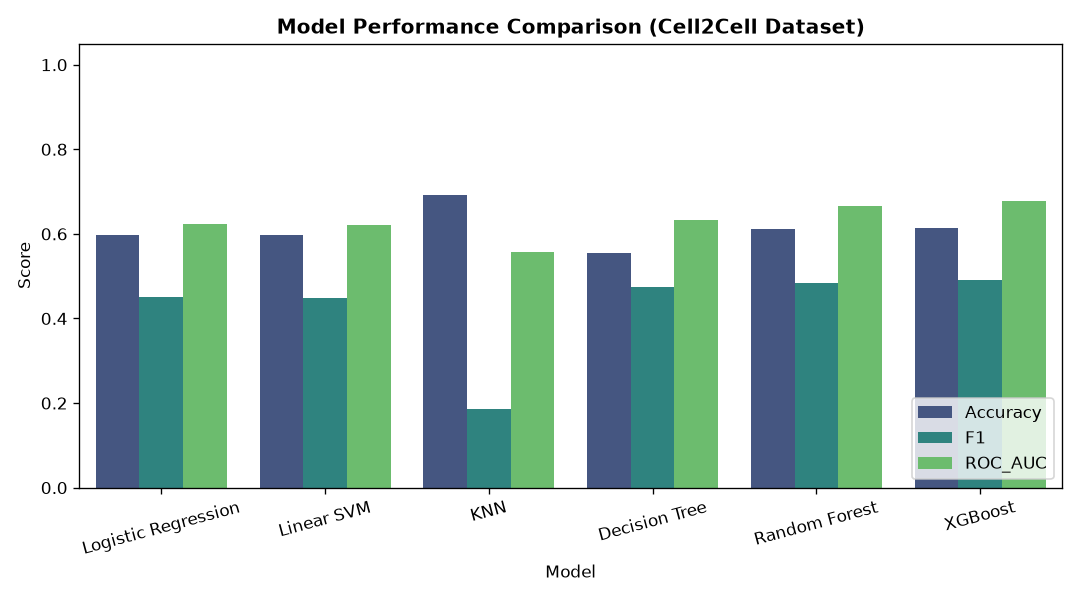 Model Performance Comparison (Cell2Cell Dataset)
Score
1.0
0.8
0.6
0.4
0.2
0.0
Accuracy
F1
ROC_AUC
Logistic Regression
Linear SVM
KNN
Decision Tree
Random Forest
XGBoost
Model